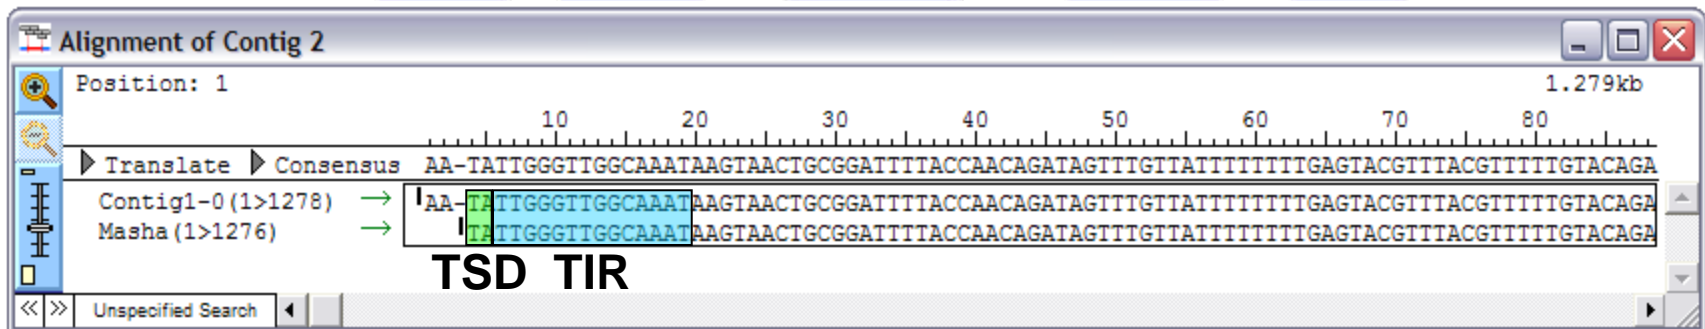 Alignment of Contig 2
Position: 1 1.279kb
10 20 30 40 50 60 70 80
Translate Consensus AA-TATTGGGTTGGCAAATAAGTAACTGCGGATTTTACCAACAGATAGTTTGTTATTTTTTTTGAGTACGTTTACGTTTTTGTACAGA
Contig1-0(1>1278) → AA-TATTGGGTTGGCAAATAAGTAACTGCGGATTTTACCAACAGATAGTTTGTTATTTTTTTTGAGTACGTTTACGTTTTTGTACAGA
Masha(1>1276) → TATTGGGTTGGCAAATAAGTAACTGCGGATTTTACCAACAGATAGTTTGTTATTTTTTTTGAGTACGTTTACGTTTTTGTACAGA
TSD TIR
Unspecified Search